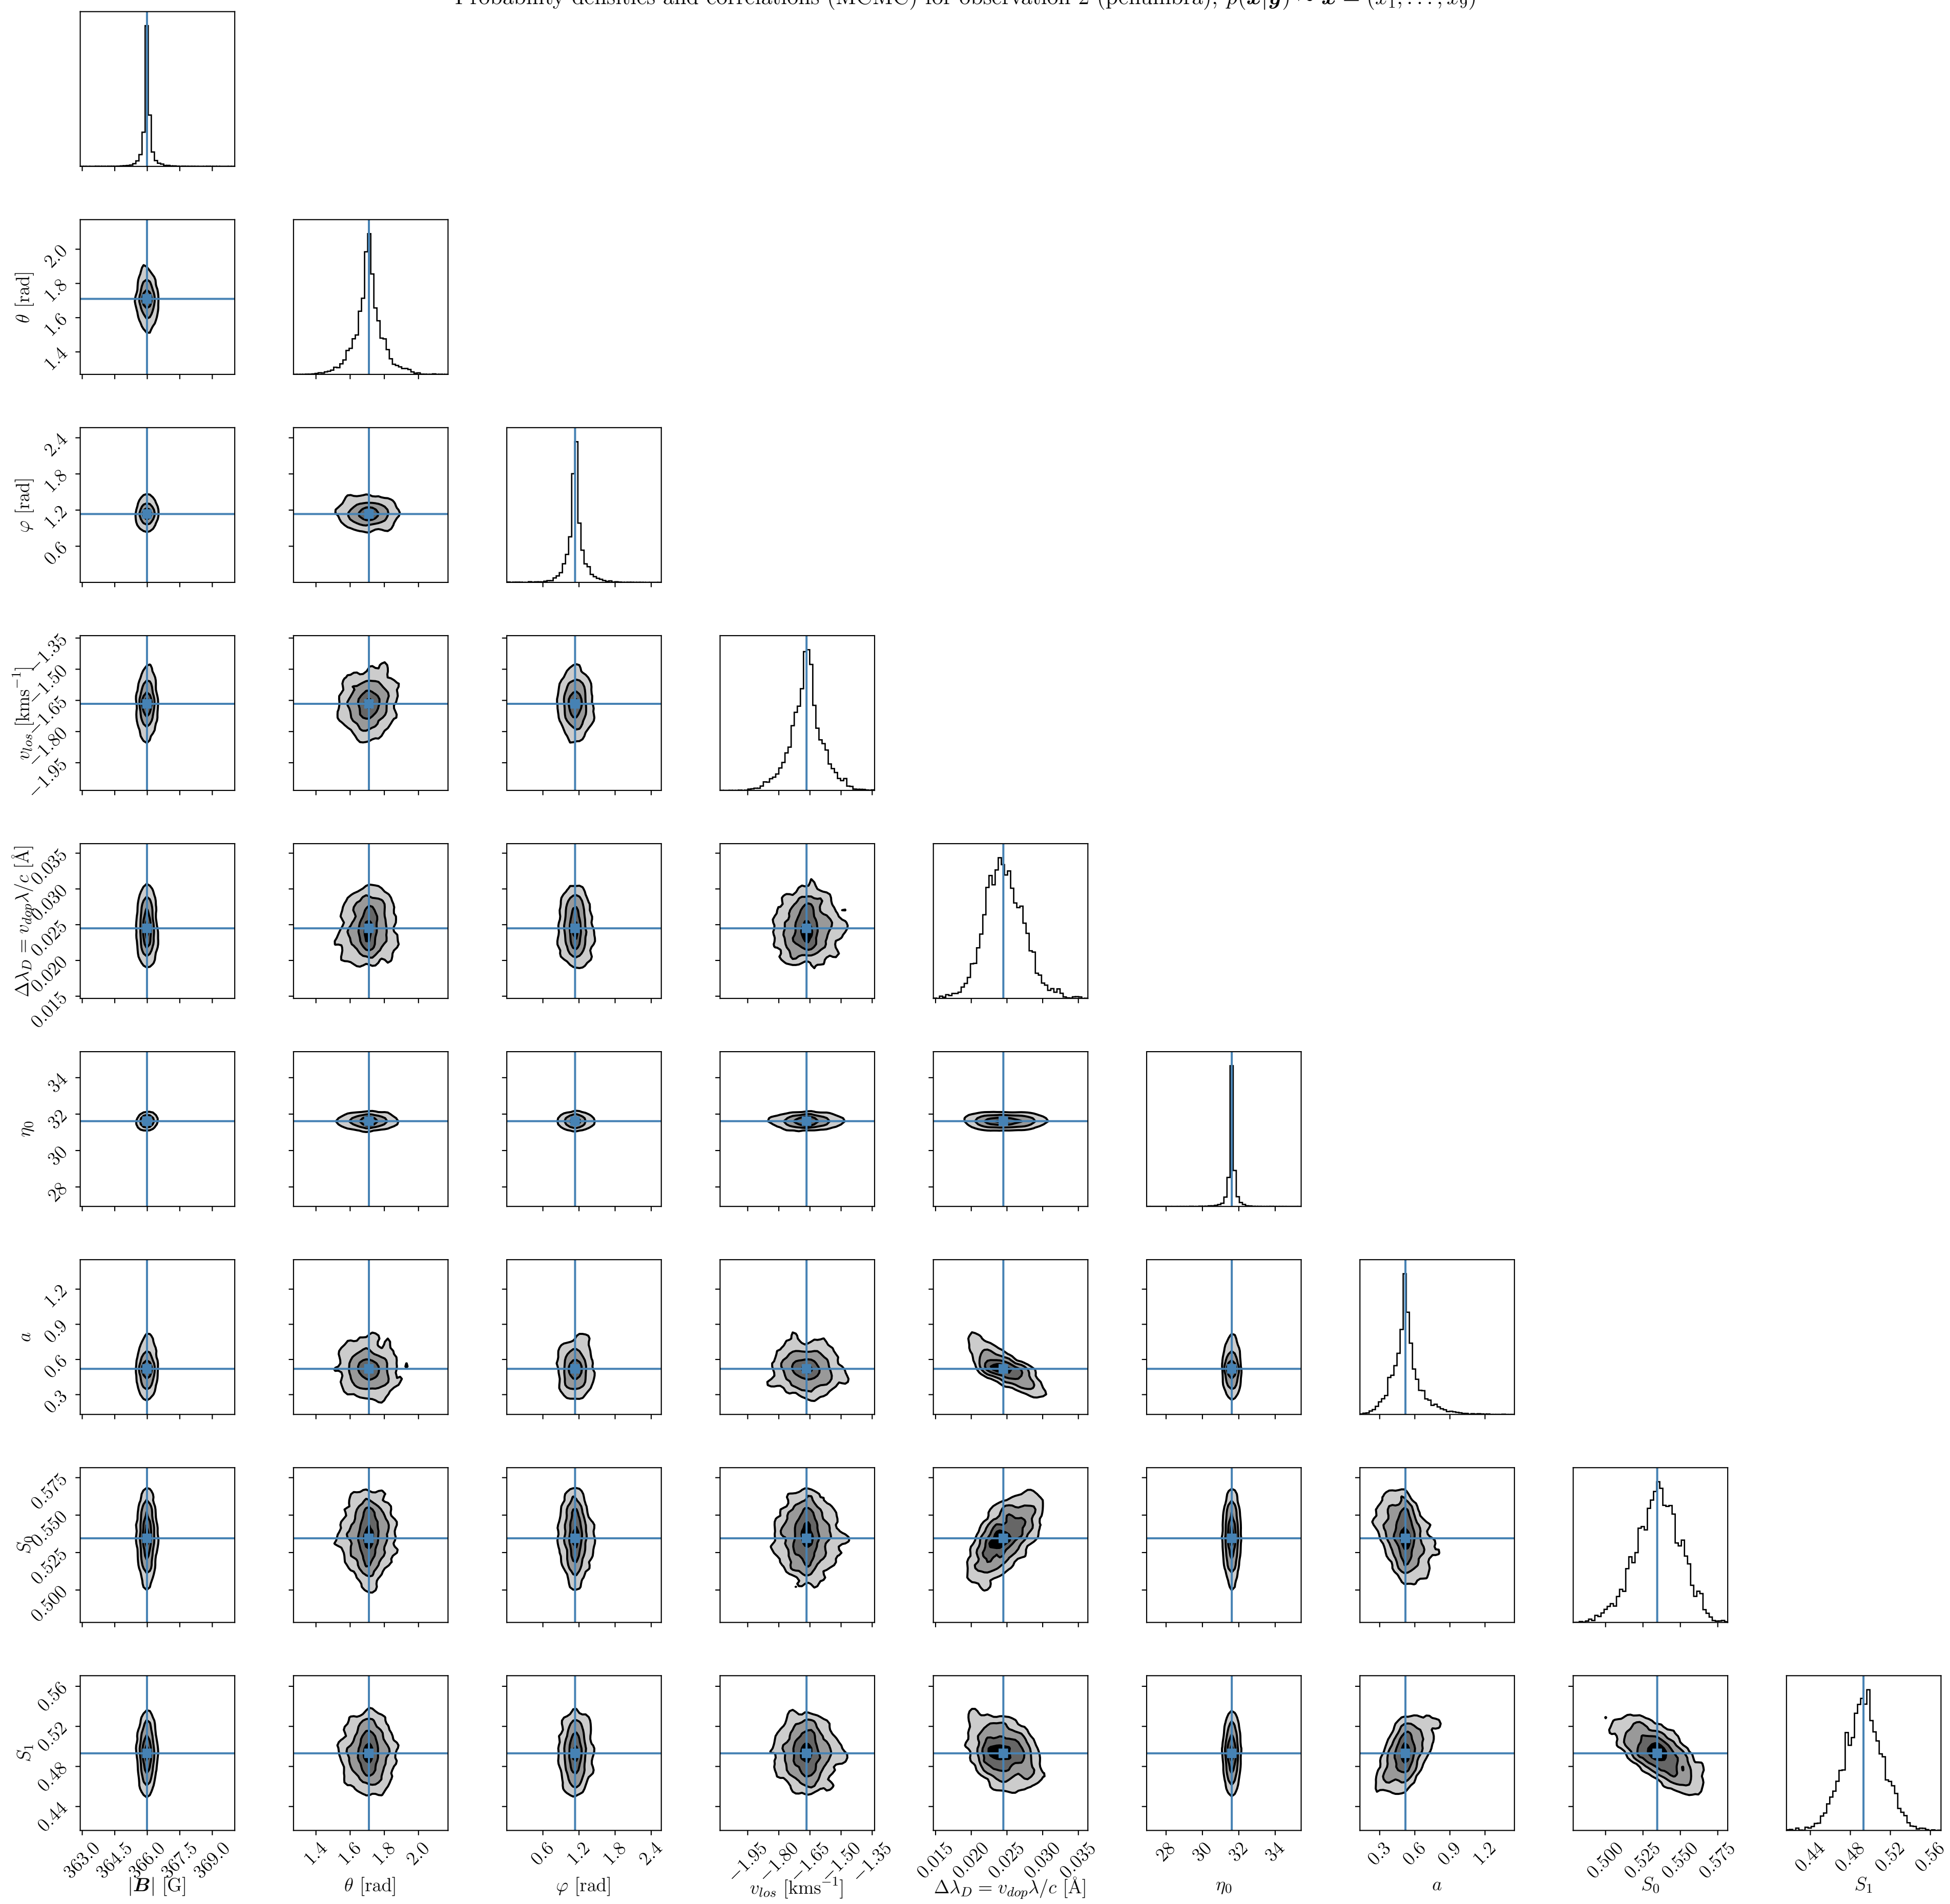 Probability densities and correlations (MCMC) for observation 2 (penumbra),
2.0
1.8
1.6
1.4
θ [rad]
2.4
1.8
1.2
0.6
φ [rad]
−1.35
−1.50
−1.65
−1.80
−1.95
v_los [kms⁻¹]
0.035
0.030
0.025
0.020
0.015
Δλ_D = v_dop λ/c [Å]
34
32
30
28
η₀
1.2
0.9
0.6
0.3
a
0.575
0.550
0.525
0.500
S₀
0.56
0.52
0.48
0.44
S₁
363.0 364.5 366.0 367.5 369.0
|B| [G]
1.4 1.6 1.8 2.0
θ [rad]
0.6 1.2 1.8 2.4
φ [rad]
−1.95 −1.80 −1.65 −1.50 −1.35
v_los [kms⁻¹]
0.015 0.020 0.025 0.030 0.035
Δλ_D = v_dop λ/c [Å]
28 30 32 34
η₀
0.3 0.6 0.9 1.2
a
0.500 0.525 0.550 0.575
S₀
0.44 0.48 0.52 0.56
S₁